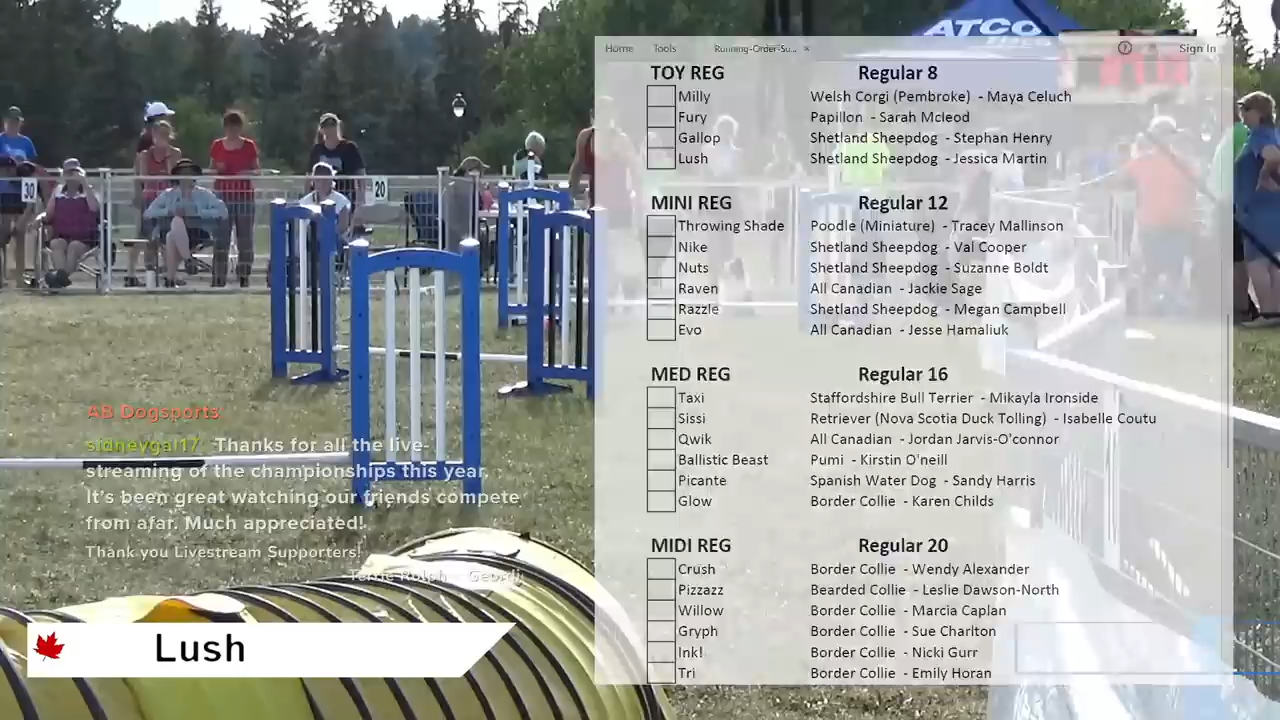 ATCO
Home Tools Running-Order-Su... × Sign In
TOY REG Regular 8
Milly Welsh Corgi (Pembroke) - Maya Celuch
Fury Papillon - Sarah Mcleod
Gallop Shetland Sheepdog - Stephan Henry
Lush Shetland Sheepdog - Jessica Martin
MINI REG Regular 12
Throwing Shade Poodle (Miniature) - Tracey Mallinson
Nike Shetland Sheepdog - Val Cooper
Nuts Shetland Sheepdog - Suzanne Boldt
Raven All Canadian - Jackie Sage
Razzle Shetland Sheepdog - Megan Campbell
Evo All Canadian - Jesse Hamaliuk
MED REG Regular 16
Taxi Staffordshire Bull Terrier - Mikayla Ironside
Sissi Retriever (Nova Scotia Duck Tolling) - Isabelle Coutu
Qwik All Canadian - Jordan Jarvis-O'connor
Ballistic Beast Pumi - Kirstin O'neill
Picante Spanish Water Dog - Sandy Harris
Glow Border Collie - Karen Childs
MIDI REG Regular 20
Crush Border Collie - Wendy Alexander
Pizzazz Bearded Collie - Leslie Dawson-North
Willow Border Collie - Marcia Caplan
Gryph Border Collie - Sue Charlton
Ink! Border Collie - Nicki Gurr
Tri Border Collie - Emily Horan
30
20
AB Dogsports
sidneygal17 Thanks for all the live-
streaming of the championships this year.
It's been great watching our friends compete
from afar. Much appreciated!
Thank you Livestream Supporters!
Lush